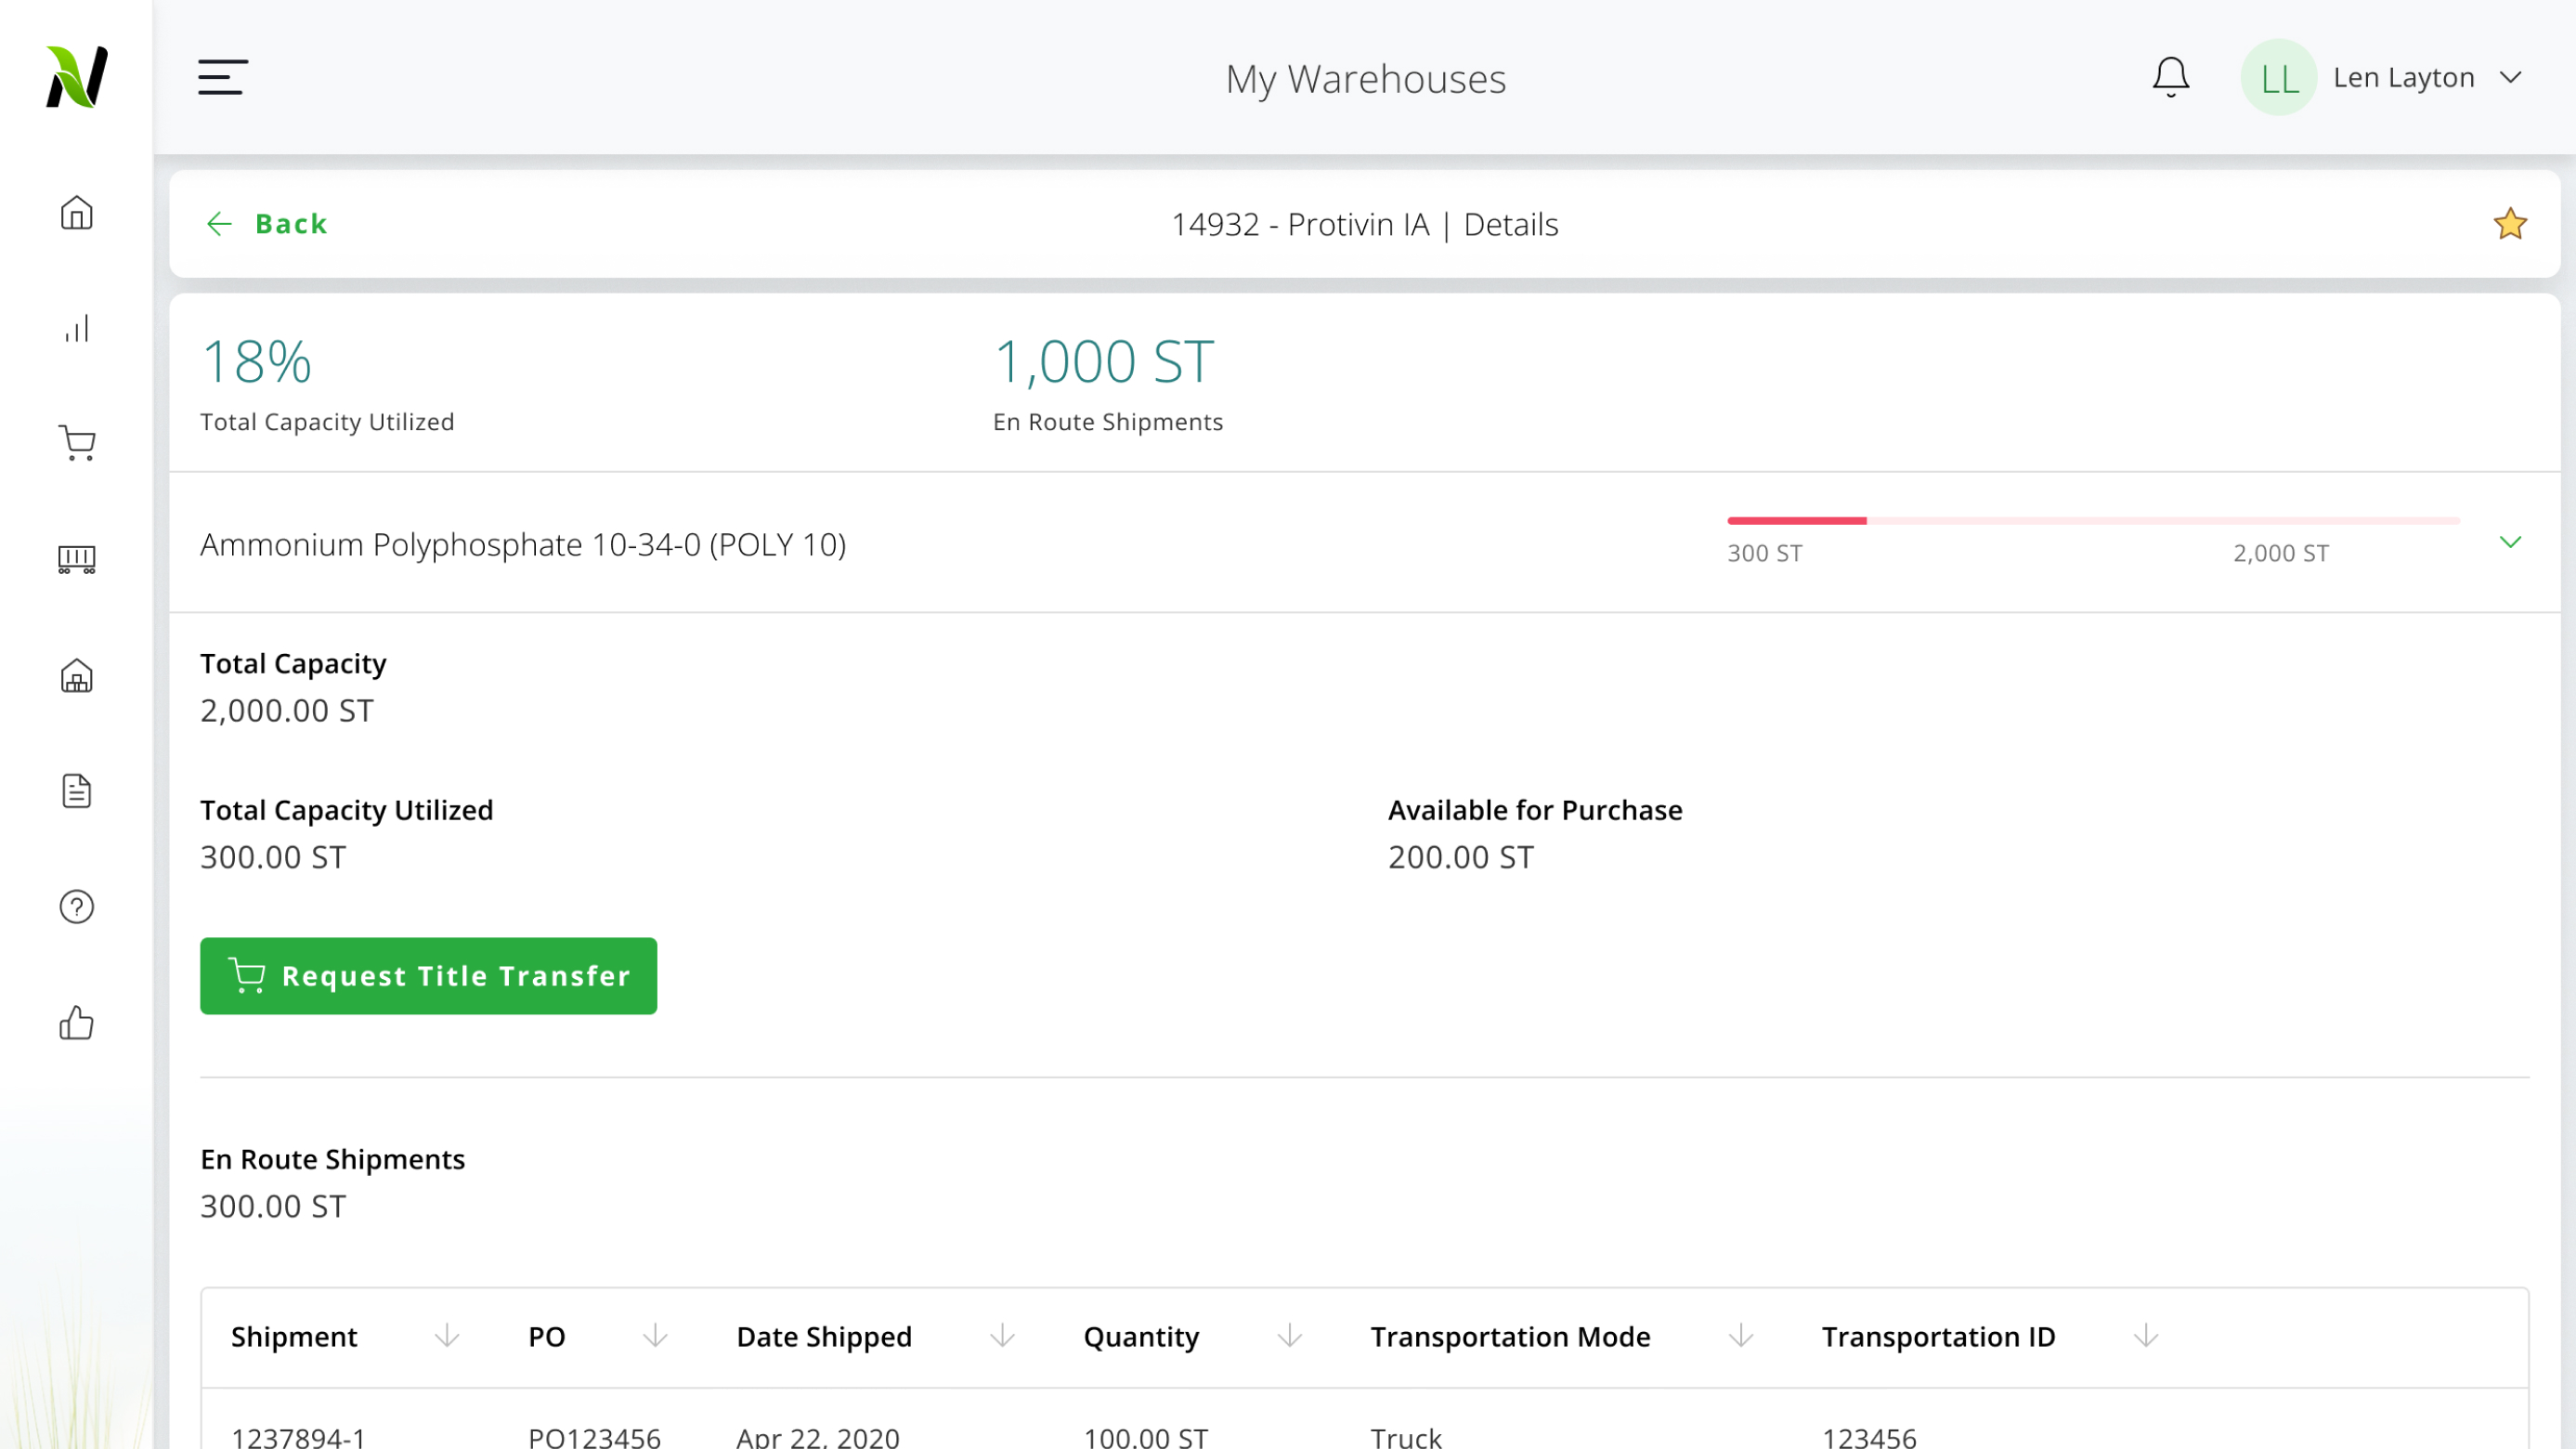 My Warehouses
LL Len Layton
Back
14932 - Protivin IA | Details
18%
Total Capacity Utilized
1,000 ST
En Route Shipments
Ammonium Polyphosphate 10-34-0 (POLY 10)
300 ST
2,000 ST
Total Capacity
2,000.00 ST
Total Capacity Utilized
300.00 ST
Available for Purchase
200.00 ST
Request Title Transfer
En Route Shipments
300.00 ST
Shipment PO Date Shipped Quantity Transportation Mode Transportation ID
1237894-1 PO123456 Apr 22, 2020 100.00 ST Truck 123456